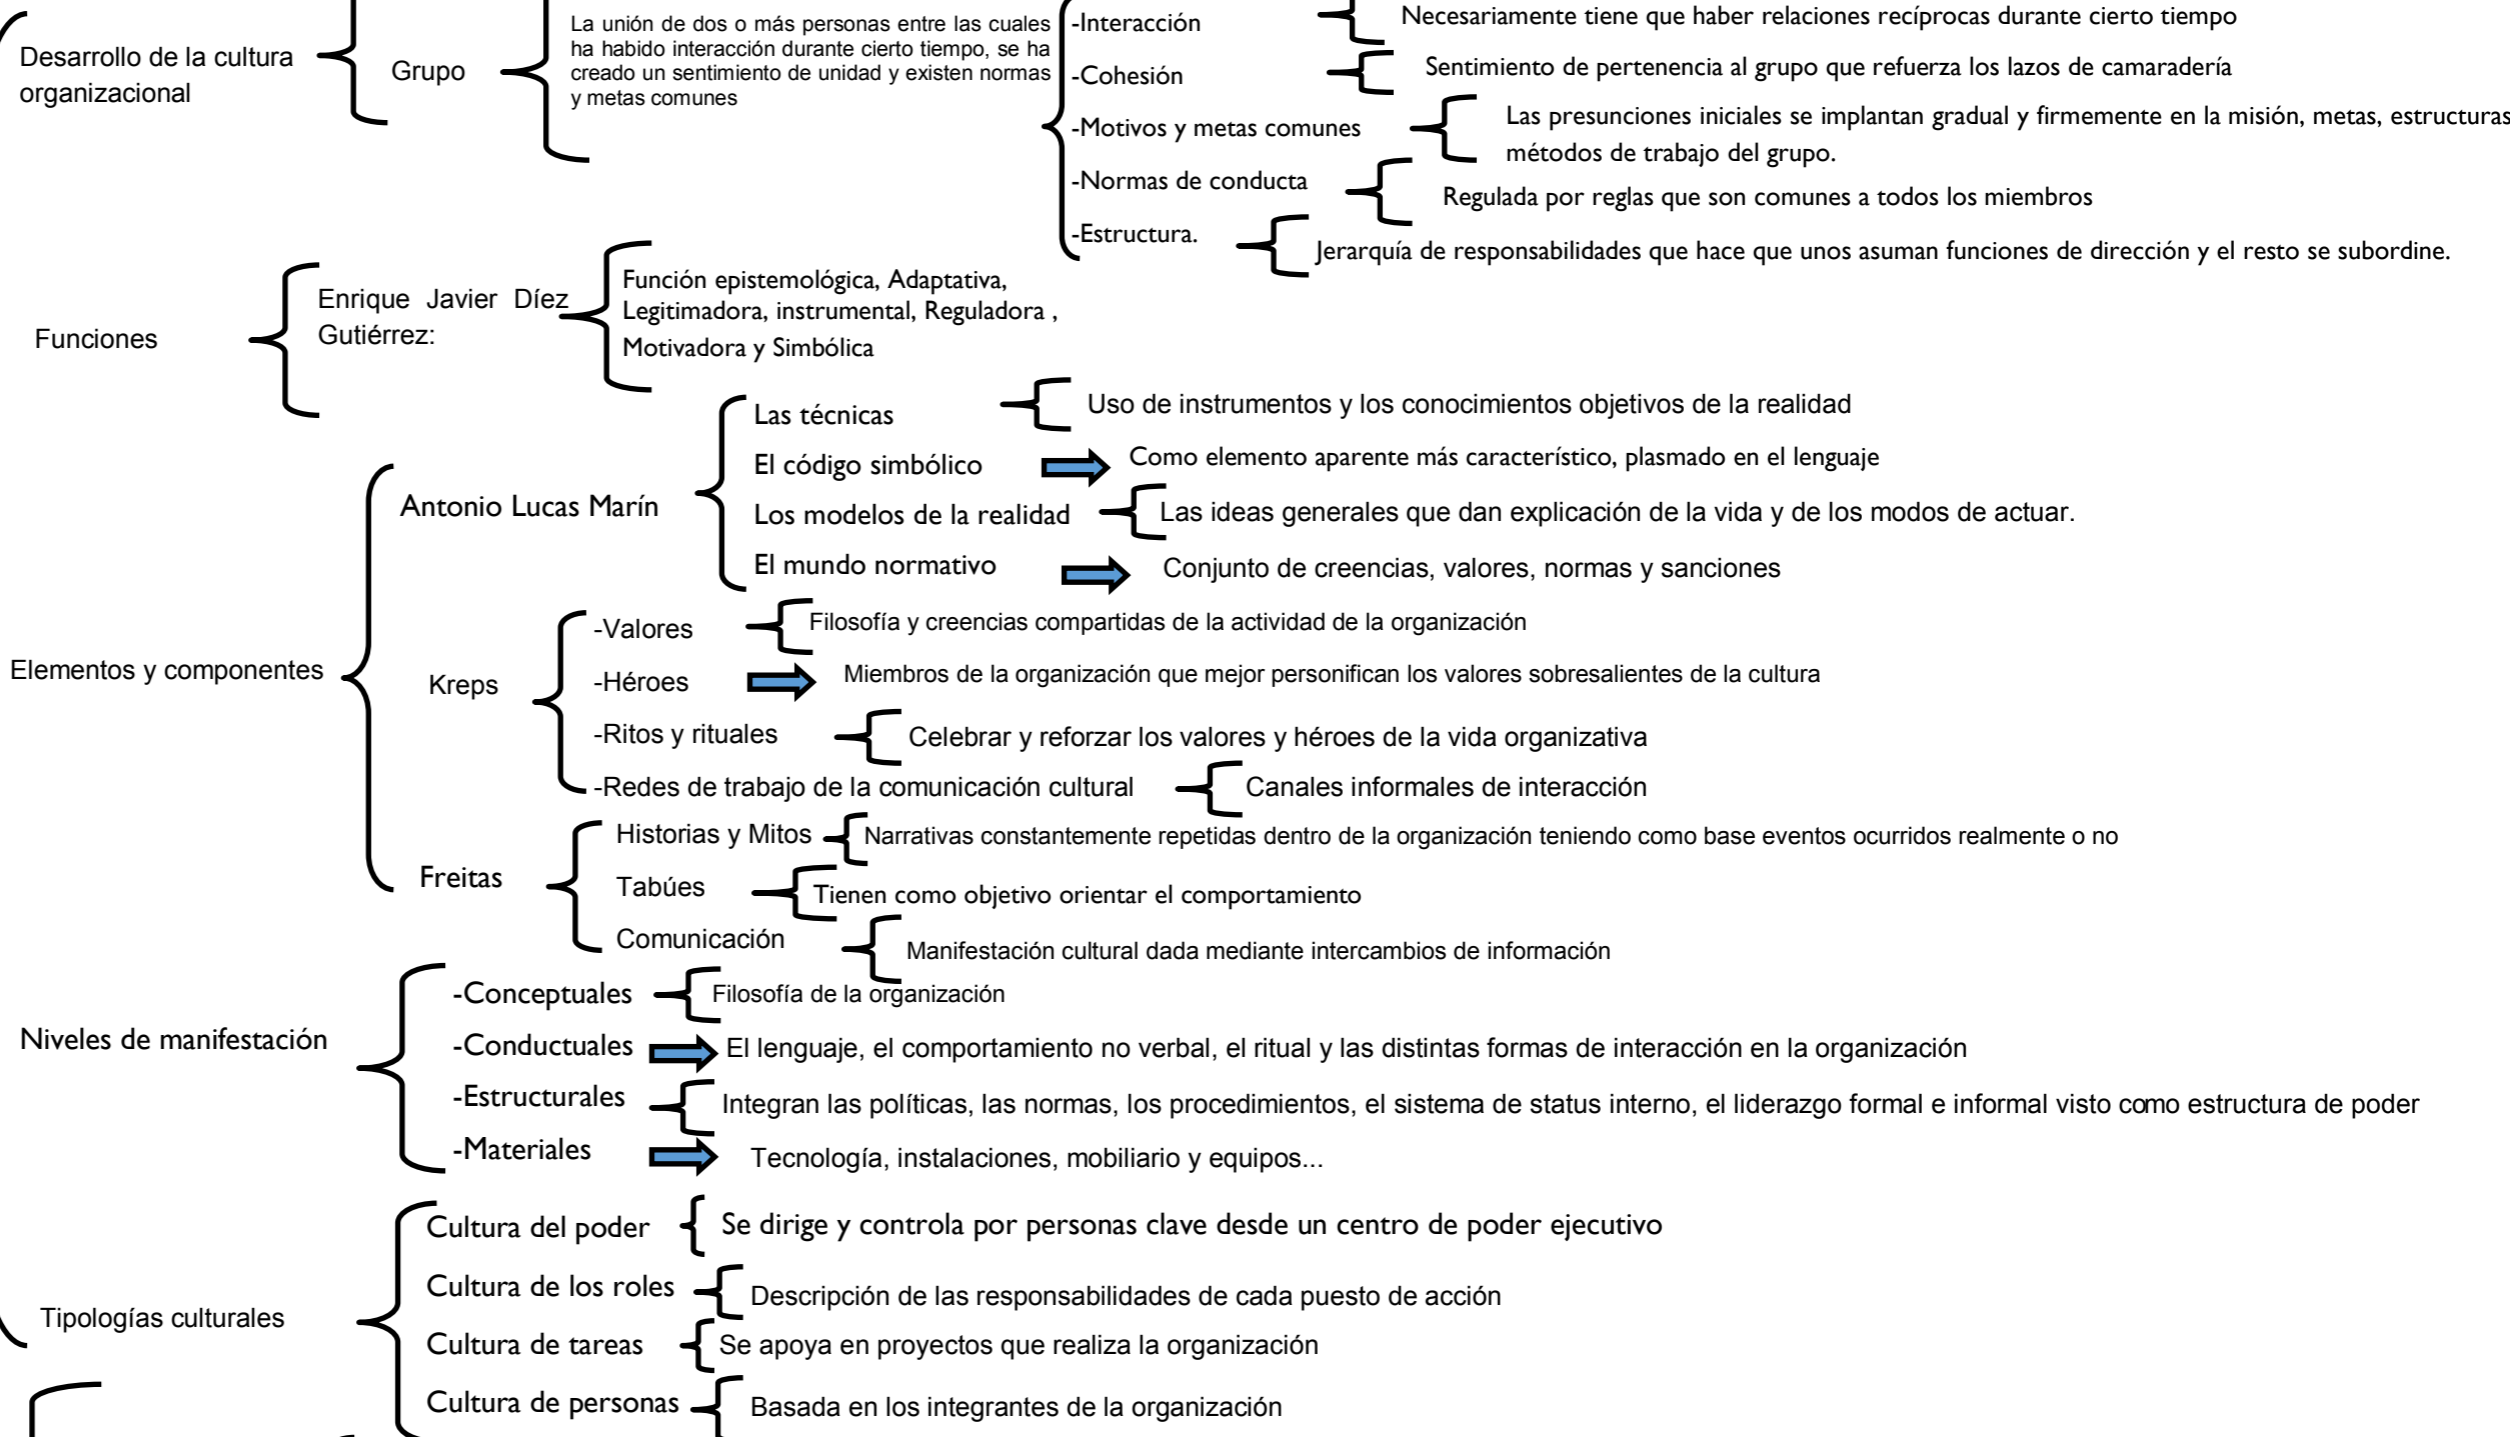 Desarrollo de la cultura
organizacional
Grupo
La unión de dos o más personas entre las cuales
ha habido interacción durante cierto tiempo, se ha
creado un sentimiento de unidad y existen normas
y metas comunes
-Interacción
Necesariamente tiene que haber relaciones recíprocas durante cierto tiempo
-Cohesión
Sentimiento de pertenencia al grupo que refuerza los lazos de camaradería
-Motivos y metas comunes
Las presunciones iniciales se implantan gradual y firmemente en la misión, metas, estructuras
métodos de trabajo del grupo.
-Normas de conducta
Regulada por reglas que son comunes a todos los miembros
-Estructura.
Jerarquía de responsabilidades que hace que unos asuman funciones de dirección y el resto se subordine.
Funciones
Enrique Javier Díez
Gutiérrez:
Función epistemológica, Adaptativa,
Legitimadora, instrumental, Reguladora ,
Motivadora y Simbólica
Elementos y componentes
Antonio Lucas Marín
Las técnicas
Uso de instrumentos y los conocimientos objetivos de la realidad
El código simbólico
Como elemento aparente más característico, plasmado en el lenguaje
Los modelos de la realidad
Las ideas generales que dan explicación de la vida y de los modos de actuar.
El mundo normativo
Conjunto de creencias, valores, normas y sanciones
Kreps
-Valores
Filosofía y creencias compartidas de la actividad de la organización
-Héroes
Miembros de la organización que mejor personifican los valores sobresalientes de la cultura
-Ritos y rituales
Celebrar y reforzar los valores y héroes de la vida organizativa
-Redes de trabajo de la comunicación cultural
Canales informales de interacción
Freitas
Historias y Mitos
Narrativas constantemente repetidas dentro de la organización teniendo como base eventos ocurridos realmente o no
Tabúes
Tienen como objetivo orientar el comportamiento
Comunicación
Manifestación cultural dada mediante intercambios de información
Niveles de manifestación
-Conceptuales
Filosofía de la organización
-Conductuales
El lenguaje, el comportamiento no verbal, el ritual y las distintas formas de interacción en la organización
-Estructurales
Integran las políticas, las normas, los procedimientos, el sistema de status interno, el liderazgo formal e informal visto como estructura de poder
-Materiales
Tecnología, instalaciones, mobiliario y equipos...
Tipologías culturales
Cultura del poder
Se dirige y controla por personas clave desde un centro de poder ejecutivo
Cultura de los roles
Descripción de las responsabilidades de cada puesto de acción
Cultura de tareas
Se apoya en proyectos que realiza la organización
Cultura de personas
Basada en los integrantes de la organización